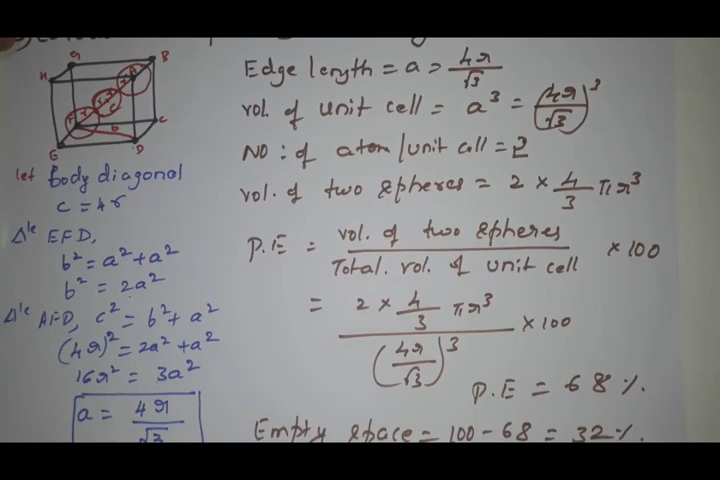 let body diagonal
c = 4r
Δle EFD,
b² = a² + a²
b² = 2a²
Δle AFD, c² = b² + a²
(4r)² = 2a² + a²
16r² = 3a²
a = 4r/√3
Edge length = a = 4r/√3
vol. of unit cell = a³ = (4r/√3)³
NO: of atom/unit cell = 2
vol. of two spheres = 2 × 4/3 πr³
P.E = vol. of two spheres / Total. vol. of unit cell × 100
= 2 × 4/3 πr³ / (4r/√3)³ × 100
P.E = 68%.
Empty space = 100 - 68 = 32%.